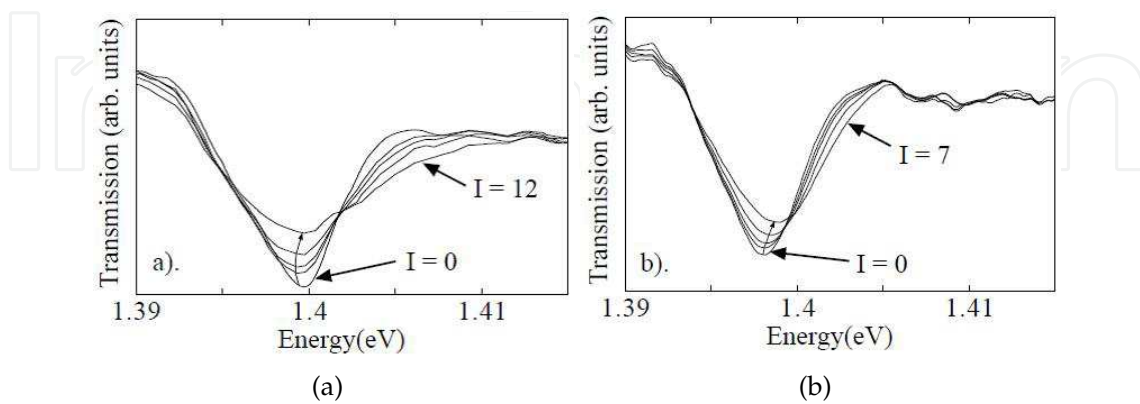 Transmission (arb. units)
a).
I = 12
I = 0
1.39
1.4
1.41
Energy(eV)
(a)
Transmission (arb. units)
b).
I = 7
I = 0
1.39
1.4
1.41
Energy(eV)
(b)